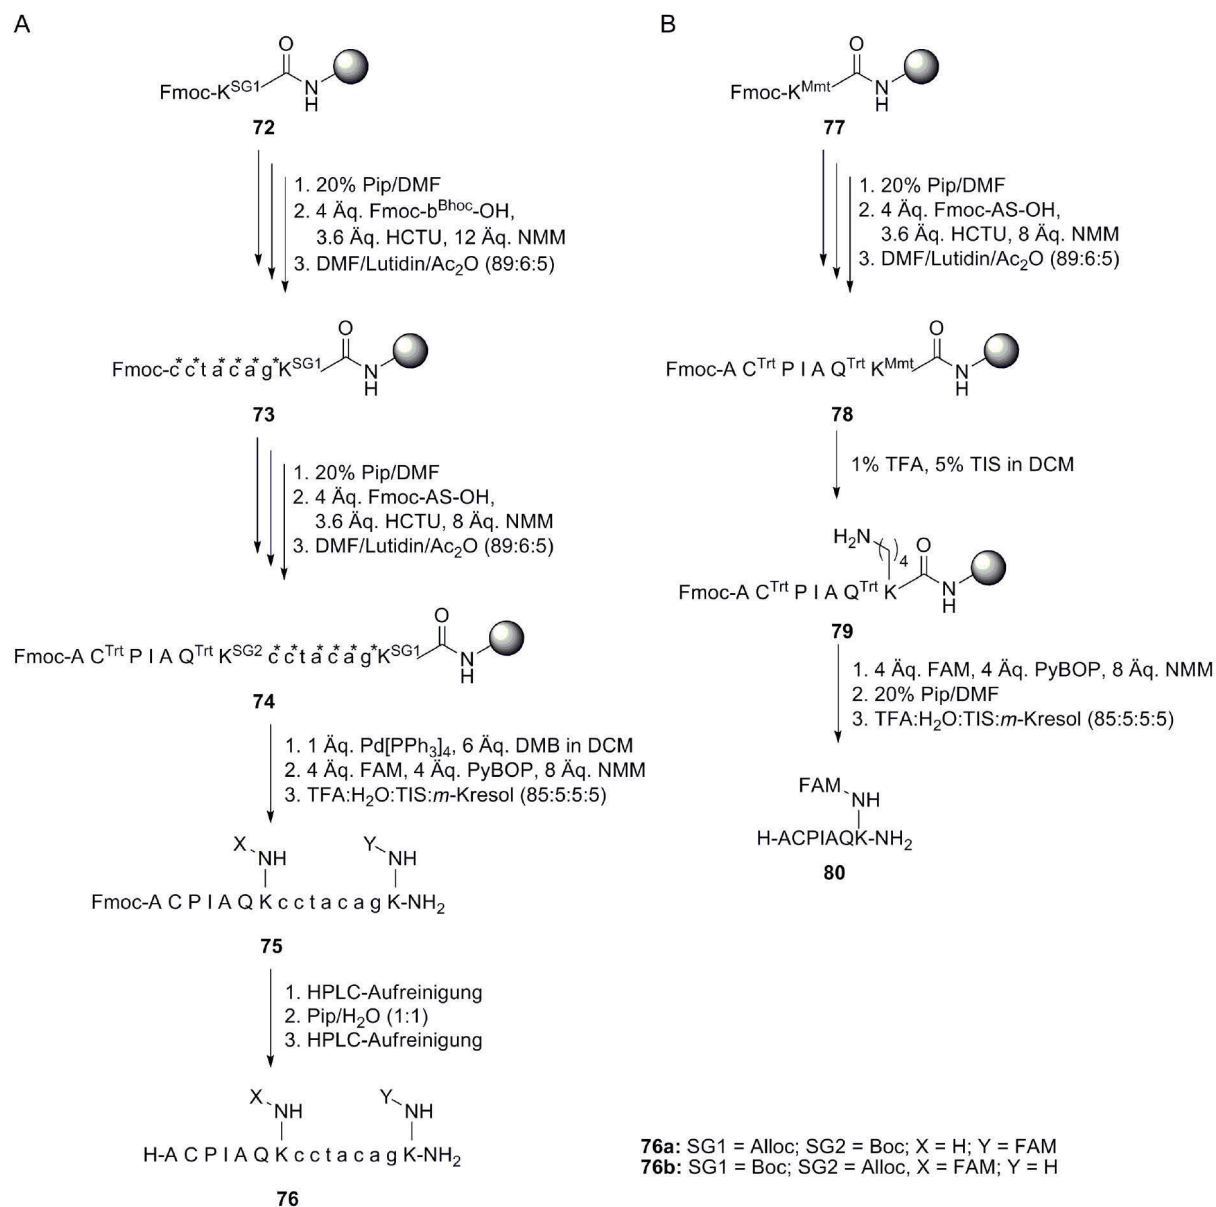 A
Fmoc-K^SG1 O N H
72
1. 20% Pip/DMF
2. 4 Äq. Fmoc-b^Bhoc-OH,
3.6 Äq. HCTU, 12 Äq. NMM
3. DMF/Lutidin/Ac₂O (89:6:5)
Fmoc-c*c*ta*c*a*g*K^SG1 O N H
73
1. 20% Pip/DMF
2. 4 Äq. Fmoc-AS-OH,
3.6 Äq. HCTU, 8 Äq. NMM
3. DMF/Lutidin/Ac₂O (89:6:5)
Fmoc-A C^Trt P I A Q^Trt K^SG2 c*c*ta*c*a*g*K^SG1 O N H
74
1. 1 Äq. Pd[PPh₃]₄, 6 Äq. DMB in DCM
2. 4 Äq. FAM, 4 Äq. PyBOP, 8 Äq. NMM
3. TFA:H₂O:TIS:m-Kresol (85:5:5:5)
X NH Y NH
Fmoc-A C P I A Q K c c t a c a g K-NH₂
75
1. HPLC-Aufreinigung
2. Pip/H₂O (1:1)
3. HPLC-Aufreinigung
X NH Y NH
H-A C P I A Q K c c t a c a g K-NH₂
76
B
Fmoc-K^Mmt O N H
77
1. 20% Pip/DMF
2. 4 Äq. Fmoc-AS-OH,
3.6 Äq. HCTU, 8 Äq. NMM
3. DMF/Lutidin/Ac₂O (89:6:5)
Fmoc-A C^Trt P I A Q^Trt K^Mmt O N H
78
1% TFA, 5% TIS in DCM
H₂N 4
Fmoc-A C^Trt P I A Q^Trt K O N H
79
1. 4 Äq. FAM, 4 Äq. PyBOP, 8 Äq. NMM
2. 20% Pip/DMF
3. TFA:H₂O:TIS:m-Kresol (85:5:5:5)
FAM NH
H-ACPIAQK-NH₂
80
76a: SG1 = Alloc; SG2 = Boc; X = H; Y = FAM
76b: SG1 = Boc; SG2 = Alloc, X = FAM; Y = H